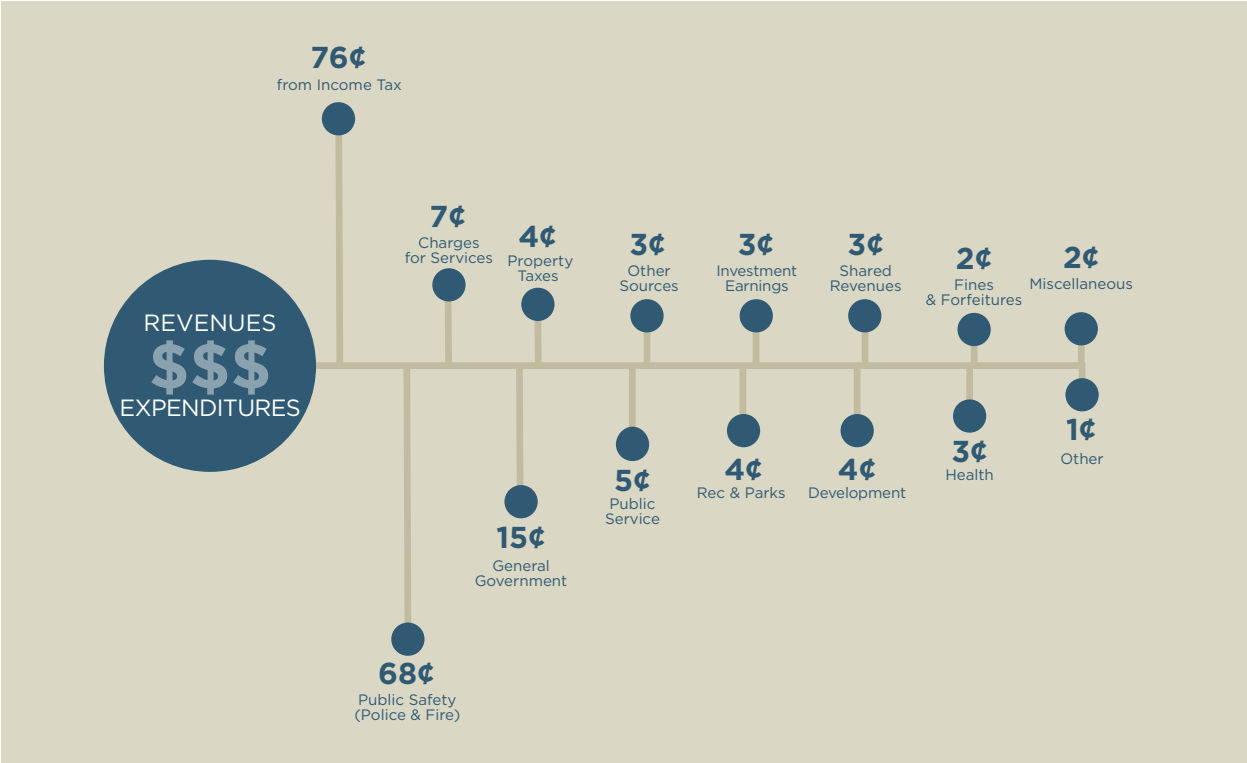 76¢
from Income Tax
7¢
Charges
for Services
4¢
Property
Taxes
3¢
Other
Sources
3¢
Investment
Earnings
3¢
Shared
Revenues
2¢
Fines
& Forfeitures
2¢
Miscellaneous
REVENUES
$$$
EXPENDITURES
68¢
Public Safety
(Police & Fire)
15¢
General
Government
5¢
Public
Service
4¢
Rec & Parks
4¢
Development
3¢
Health
1¢
Other